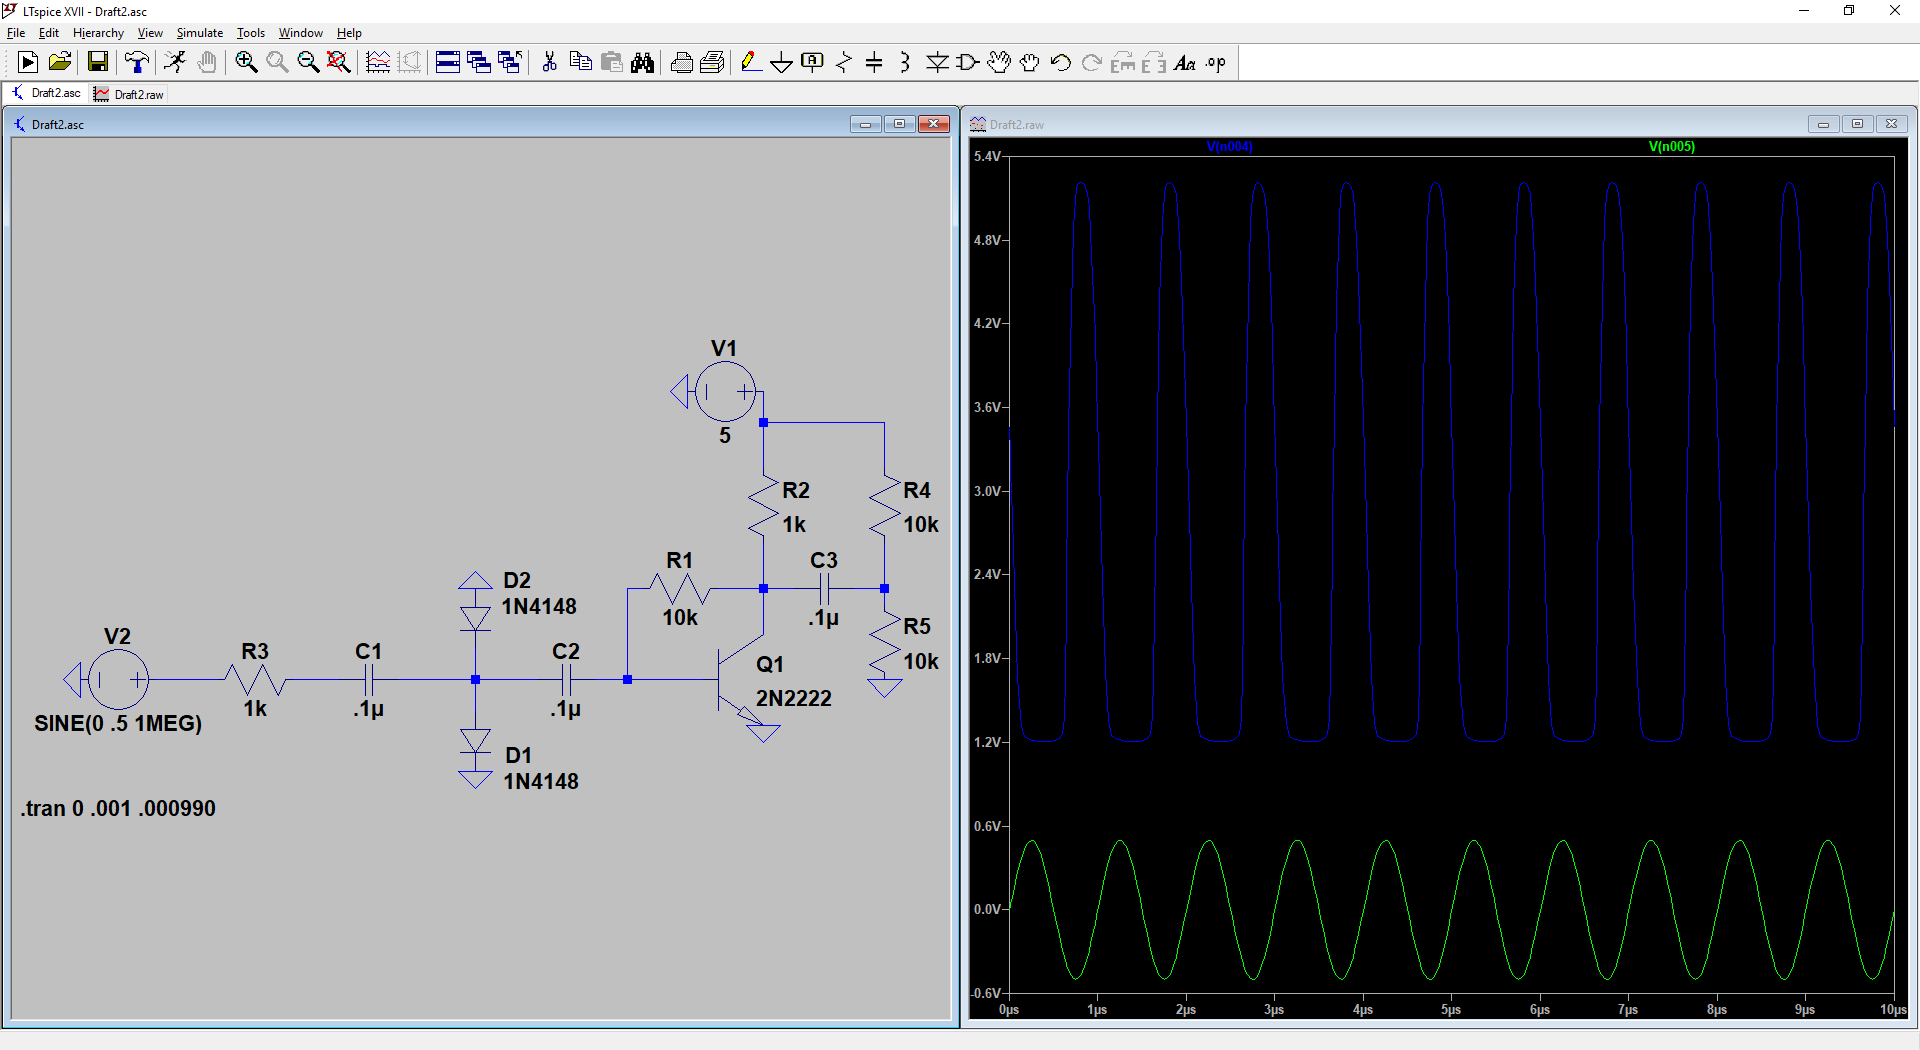 LTspice XVII - Draft2.asc
File Edit Hierarchy View Simulate Tools Window Help
Aa .op
Draft2.asc Draft2.raw
Draft2.asc
V1
5
R2
1k
R4
10k
R1
10k
C3
.1µ
R5
10k
D2
1N4148
V2
SINE(0 .5 1MEG)
R3
1k
C1
.1µ
C2
.1µ
Q1
2N2222
D1
1N4148
.tran 0 .001 .000990
Draft2.raw
V(n004) V(n005)
5.4V
4.8V
4.2V
3.6V
3.0V
2.4V
1.8V
1.2V
0.6V
0.0V
-0.6V
0µs 1µs 2µs 3µs 4µs 5µs 6µs 7µs 8µs 9µs 10µs